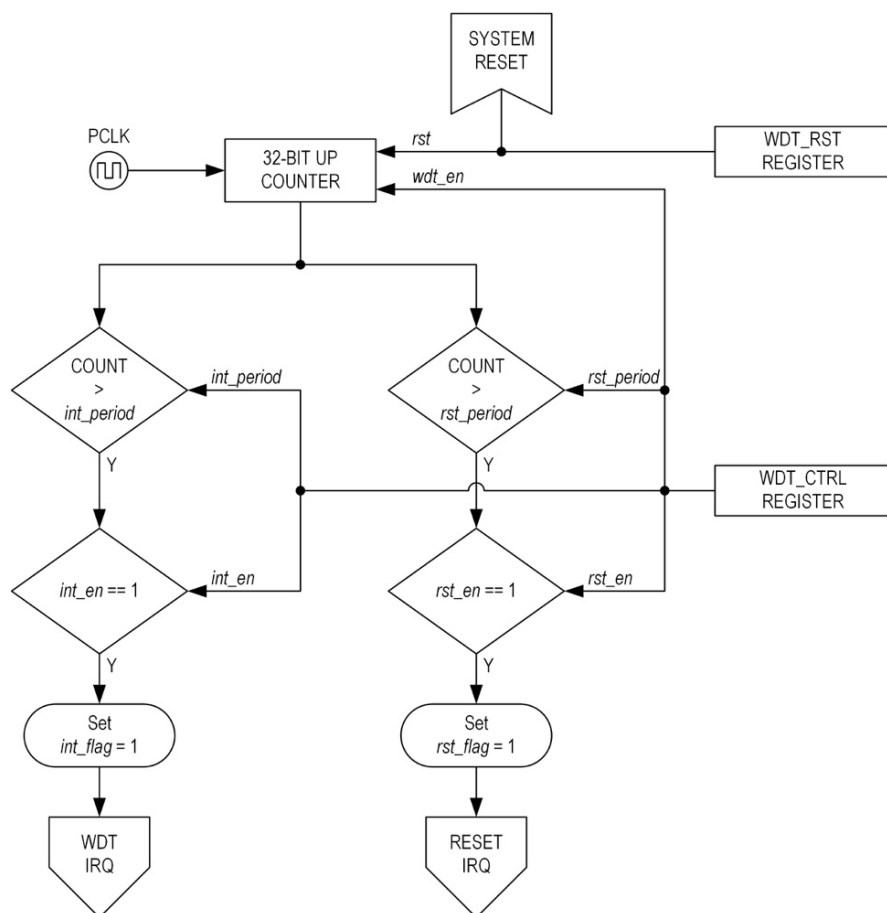 SYSTEM
RESET
PCLK
32-BIT UP
COUNTER
rst
wdt_en
WDT_RST
REGISTER
COUNT
>
int_period
int_period
COUNT
>
rst_period
rst_period
Y
Y
WDT_CTRL
REGISTER
int_en == 1
int_en
rst_en == 1
rst_en
Y
Y
Set
int_flag = 1
Set
rst_flag = 1
WDT
IRQ
RESET
IRQ